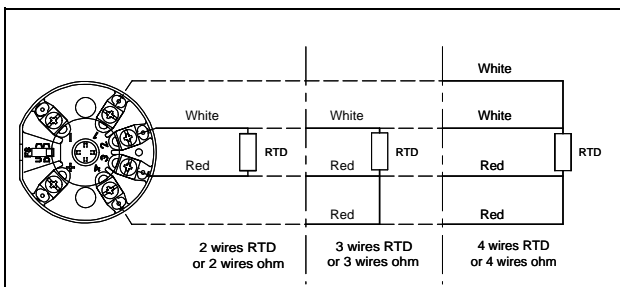 White
White
White
White
RTD
RTD
RTD
Red
Red
Red
Red
Red
2 wires RTD
or 2 wires ohm
3 wires RTD
or 3 wires ohm
4 wires RTD
or 4 wires ohm